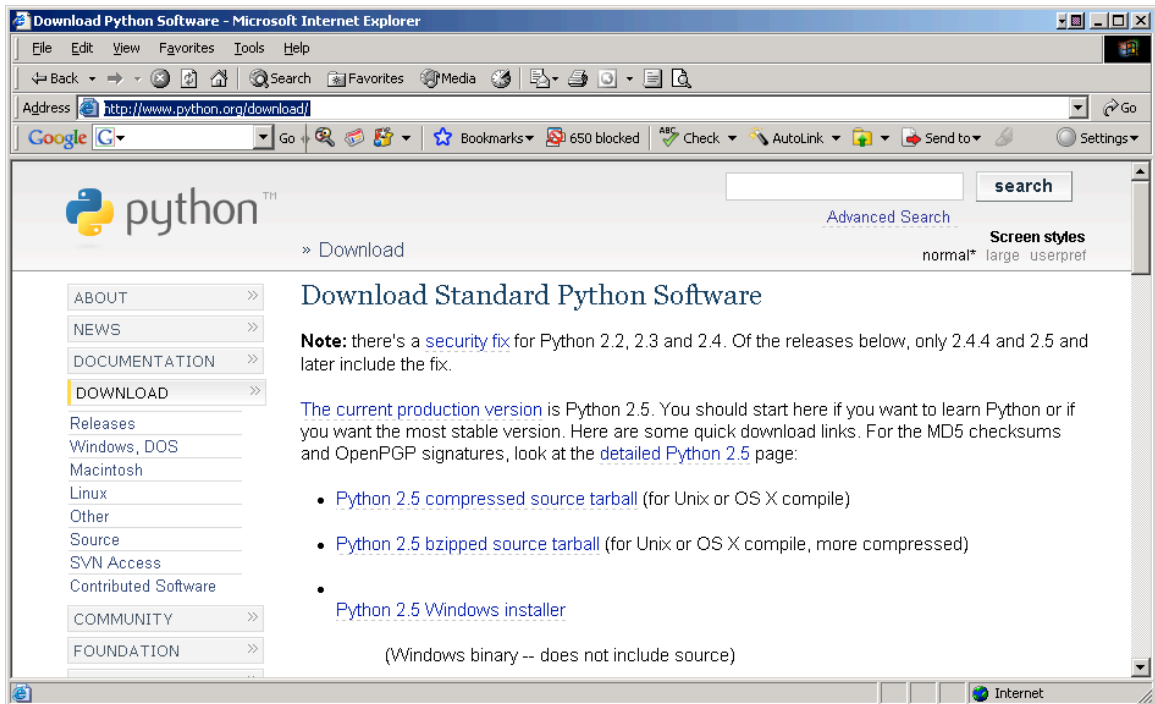 Download Python Software - Microsoft Internet Explorer
File Edit View Favorites Tools Help
Back Search Favorites Media
Address http://www.python.org/download/ Go
Google G Go Bookmarks 650 blocked ABC Check AutoLink Send to Settings
python™
search
Advanced Search
» Download
Screen styles
normal* large userpref
ABOUT »
NEWS »
DOCUMENTATION »
DOWNLOAD »
Releases
Windows, DOS
Macintosh
Linux
Other
Source
SVN Access
Contributed Software
COMMUNITY »
FOUNDATION »
Download Standard Python Software
Note: there's a security fix for Python 2.2, 2.3 and 2.4. Of the releases below, only 2.4.4 and 2.5 and
later include the fix.
The current production version is Python 2.5. You should start here if you want to learn Python or if
you want the most stable version. Here are some quick download links. For the MD5 checksums
and OpenPGP signatures, look at the detailed Python 2.5 page:
• Python 2.5 compressed source tarball (for Unix or OS X compile)
• Python 2.5 bzipped source tarball (for Unix or OS X compile, more compressed)
•
Python 2.5 Windows installer
(Windows binary -- does not include source)
Internet